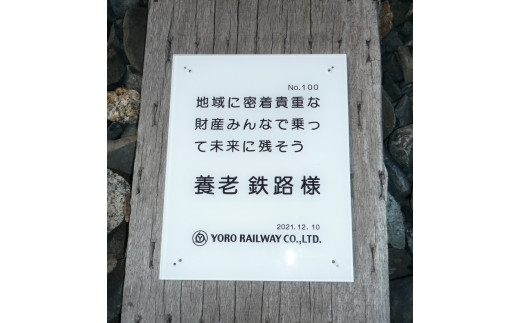 No.100
地域に密着貴重な
財産みんなで乗っ
て未来に残そう
養老 鉄路 様
2021.12.10
YORO RAILWAY CO.,LTD.